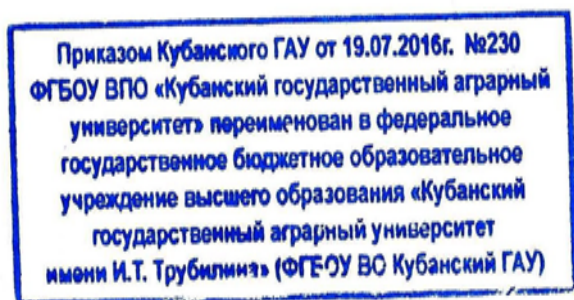 Приказом Кубанского ГАУ от 19.07.2016г. №230
ФГБОУ ВПО «Кубанский государственный аграрный
университет» переименован в федеральное
государственное бюджетное образовательное
учреждение высшего образования «Кубанский
государственный аграрный университет
имени И.Т. Трубилина» (ФГБОУ ВО Кубанский ГАУ)